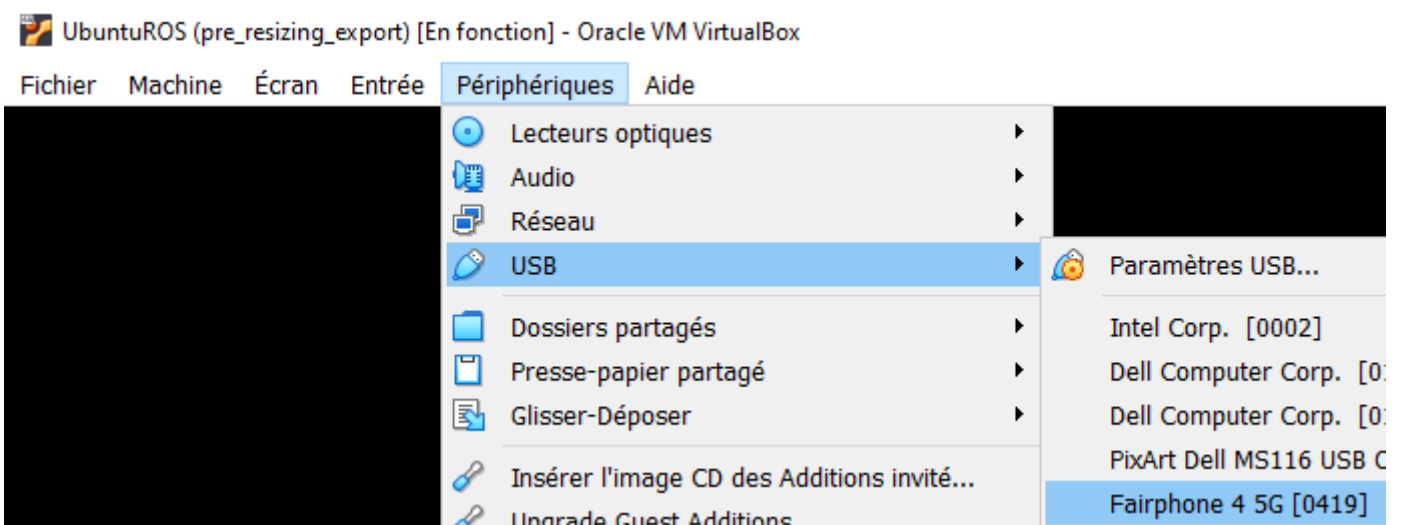 UbuntuROS (pre_resizing_export) [En fonction] - Oracle VM VirtualBox
Fichier Machine Écran Entrée Périphériques Aide
Lecteurs optiques
Audio
Réseau
USB
Paramètres USB...
Dossiers partagés
Intel Corp. [0002]
Presse-papier partagé
Dell Computer Corp.
Glisser-Déposer
Dell Computer Corp.
PixArt Dell MS116 USB
Insérer l'image CD des Additions invité...
Fairphone 4 5G [0419]
Upgrade Guest Additions